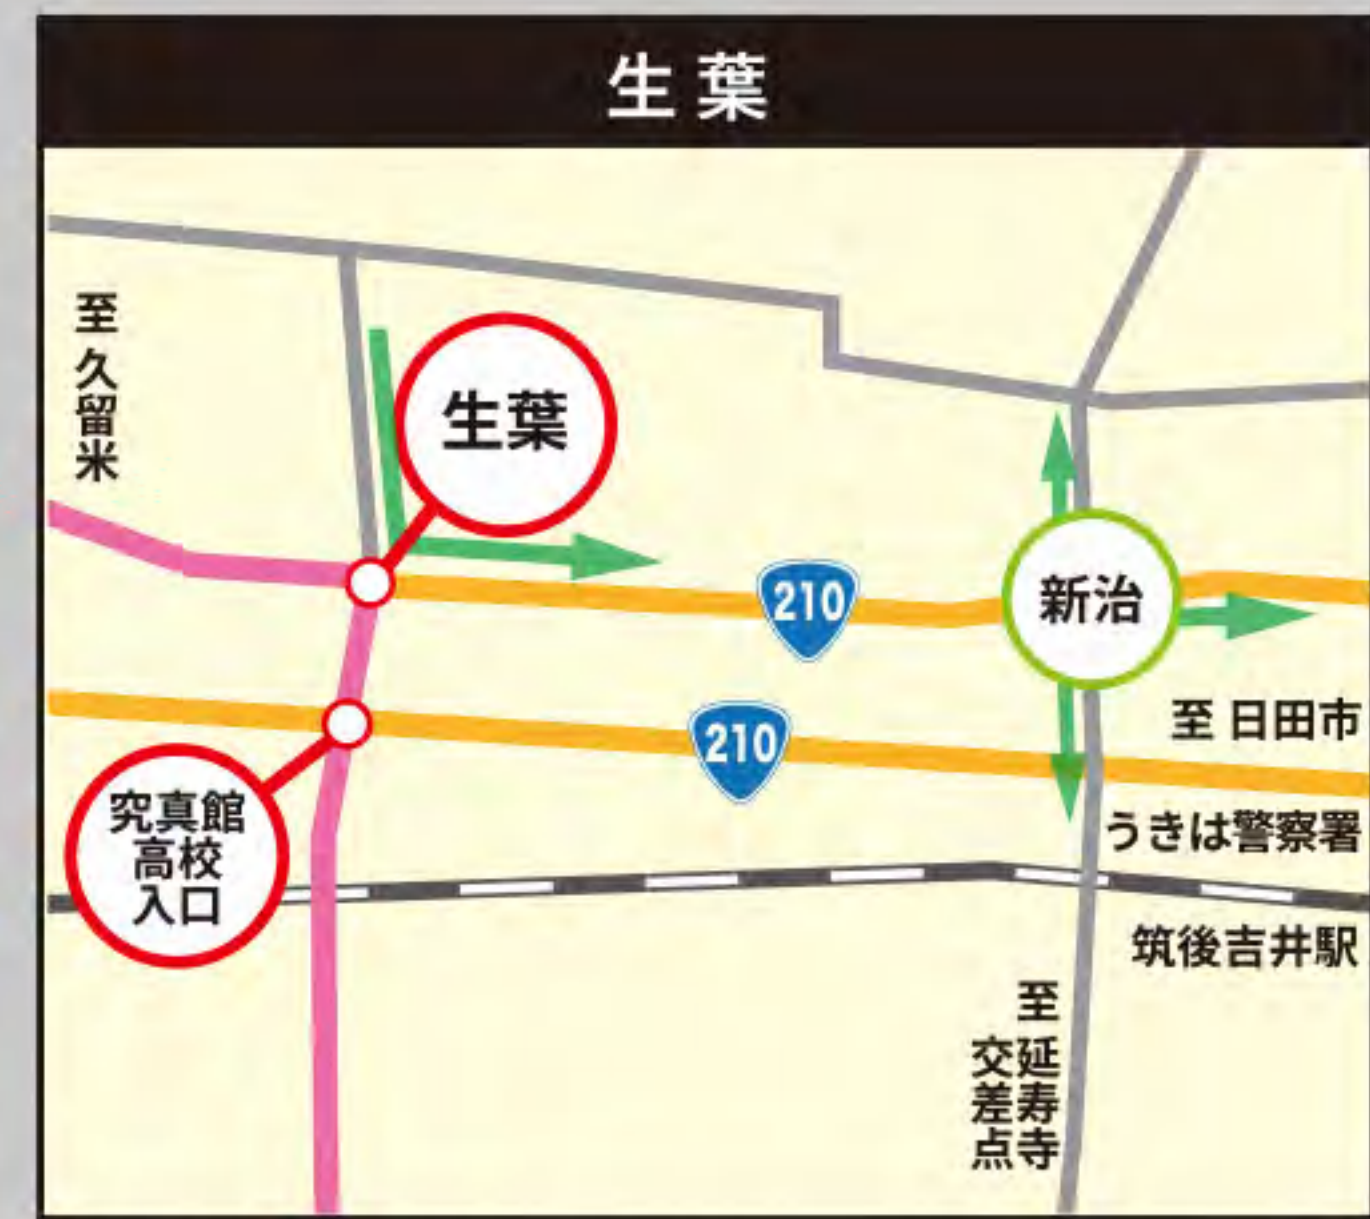 生葉
至 久留米
生葉
210
新治
210
至 日田市
究真館
高校
入口
うきは警察署
筑後吉井駅
至 延寿寺
交差点